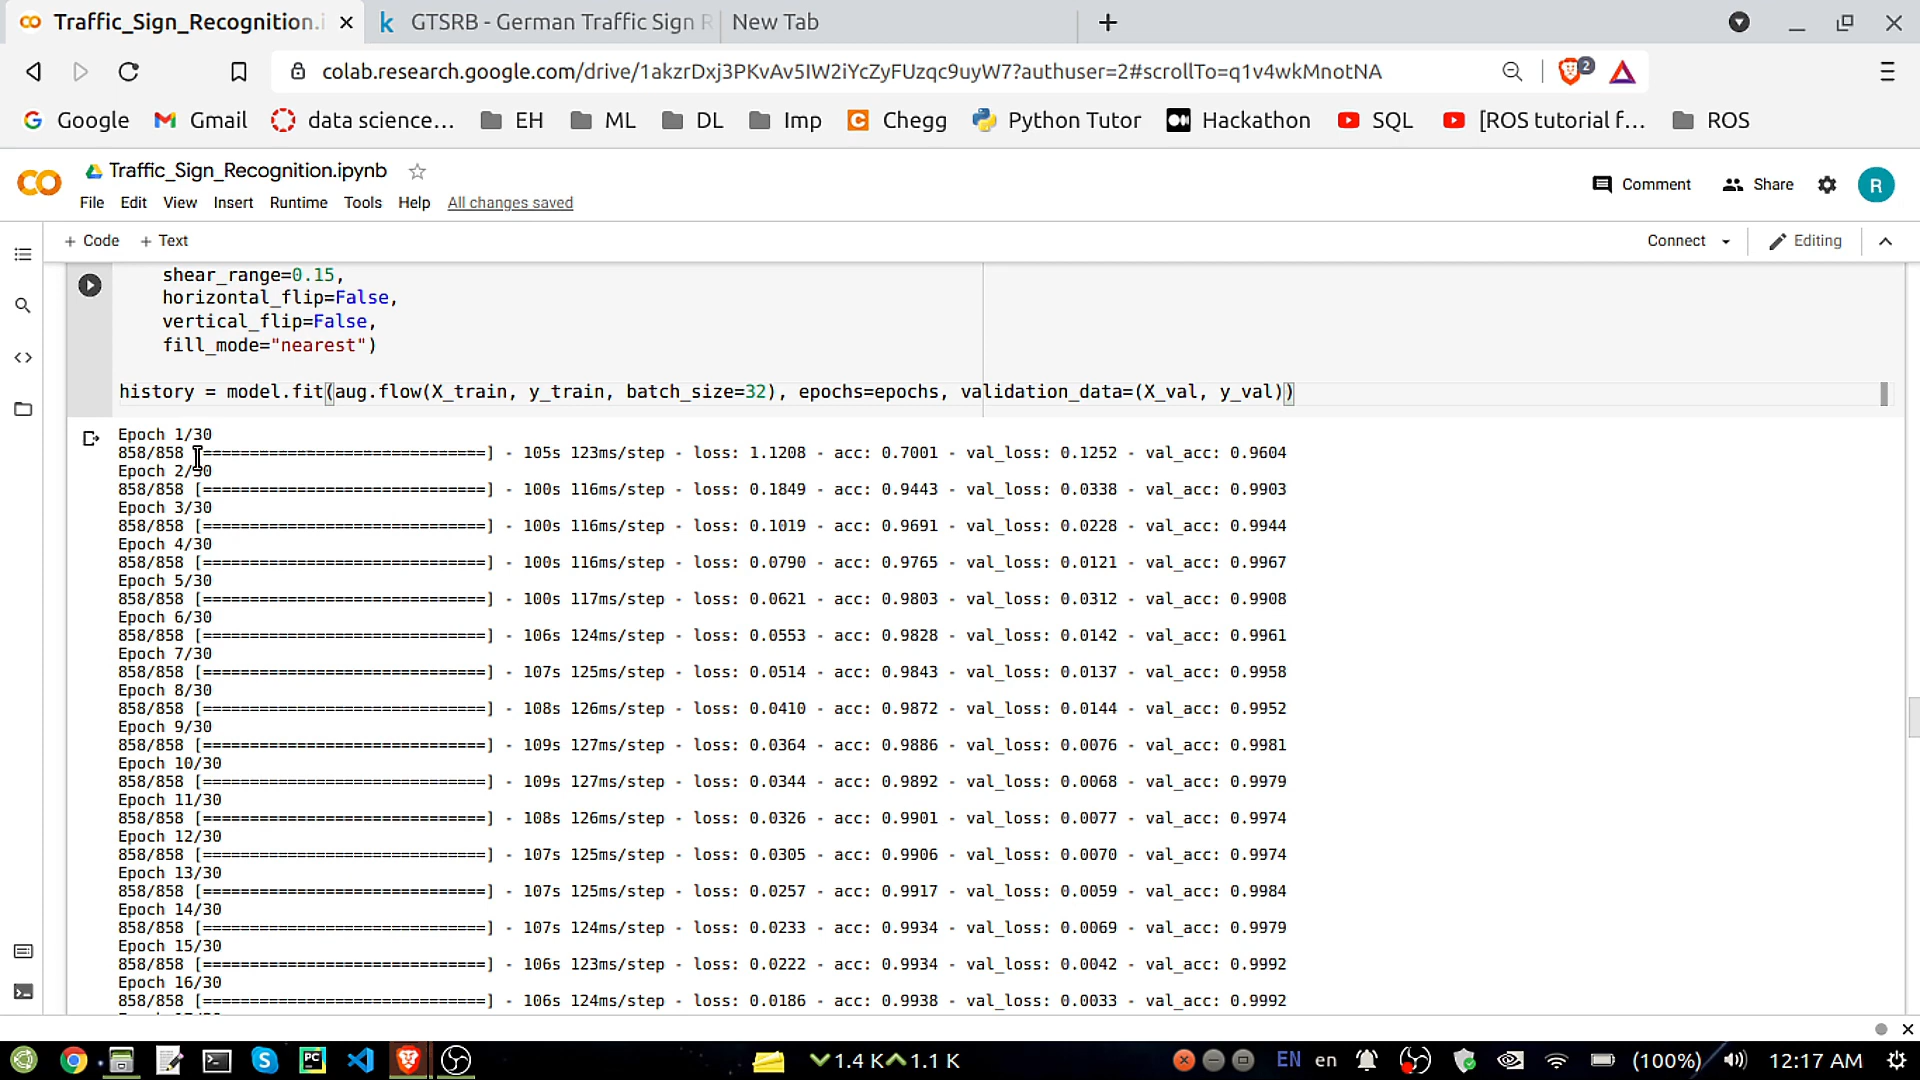 Traffic_Sign_Recognition.i
GTSRB - German Traffic Sign R
New Tab
colab.research.google.com/drive/1akzrDxj3PKvAv5IW2iYcZyFUzqc9uyW7?authuser=2#scrollTo=q1v4wkMnotNA
2
Google
Gmail
data science...
EH
ML
DL
Imp
Chegg
Python Tutor
Hackathon
SQL
[ROS tutorial f...
ROS
Traffic_Sign_Recognition.ipynb
Comment
Share
R
File Edit View Insert Runtime Tools Help All changes saved
+ Code + Text
Connect
Editing
shear_range=0.15,
horizontal_flip=False,
vertical_flip=False,
fill_mode="nearest")
history = model.fit(aug.flow(X_train, y_train, batch_size=32), epochs=epochs, validation_data=(X_val, y_val))
Epoch 1/30
858/858 [==============================] - 105s 123ms/step - loss: 1.1208 - acc: 0.7001 - val_loss: 0.1252 - val_acc: 0.9604
Epoch 2/30
858/858 [==============================] - 100s 116ms/step - loss: 0.1849 - acc: 0.9443 - val_loss: 0.0338 - val_acc: 0.9903
Epoch 3/30
858/858 [==============================] - 100s 116ms/step - loss: 0.1019 - acc: 0.9691 - val_loss: 0.0228 - val_acc: 0.9944
Epoch 4/30
858/858 [==============================] - 100s 116ms/step - loss: 0.0790 - acc: 0.9765 - val_loss: 0.0121 - val_acc: 0.9967
Epoch 5/30
858/858 [==============================] - 100s 117ms/step - loss: 0.0621 - acc: 0.9803 - val_loss: 0.0312 - val_acc: 0.9908
Epoch 6/30
858/858 [==============================] - 106s 124ms/step - loss: 0.0553 - acc: 0.9828 - val_loss: 0.0142 - val_acc: 0.9961
Epoch 7/30
858/858 [==============================] - 107s 125ms/step - loss: 0.0514 - acc: 0.9843 - val_loss: 0.0137 - val_acc: 0.9958
Epoch 8/30
858/858 [==============================] - 108s 126ms/step - loss: 0.0410 - acc: 0.9872 - val_loss: 0.0144 - val_acc: 0.9952
Epoch 9/30
858/858 [==============================] - 109s 127ms/step - loss: 0.0364 - acc: 0.9886 - val_loss: 0.0076 - val_acc: 0.9981
Epoch 10/30
858/858 [==============================] - 109s 127ms/step - loss: 0.0344 - acc: 0.9892 - val_loss: 0.0068 - val_acc: 0.9979
Epoch 11/30
858/858 [==============================] - 108s 126ms/step - loss: 0.0326 - acc: 0.9901 - val_loss: 0.0077 - val_acc: 0.9974
Epoch 12/30
858/858 [==============================] - 107s 125ms/step - loss: 0.0305 - acc: 0.9906 - val_loss: 0.0070 - val_acc: 0.9974
Epoch 13/30
858/858 [==============================] - 107s 125ms/step - loss: 0.0257 - acc: 0.9917 - val_loss: 0.0059 - val_acc: 0.9984
Epoch 14/30
858/858 [==============================] - 107s 124ms/step - loss: 0.0233 - acc: 0.9934 - val_loss: 0.0069 - val_acc: 0.9979
Epoch 15/30
858/858 [==============================] - 106s 123ms/step - loss: 0.0222 - acc: 0.9934 - val_loss: 0.0042 - val_acc: 0.9992
Epoch 16/30
858/858 [==============================] - 106s 124ms/step - loss: 0.0186 - acc: 0.9938 - val_loss: 0.0033 - val_acc: 0.9992
1.4 K 1.1 K
EN en (100%) 12:17 AM